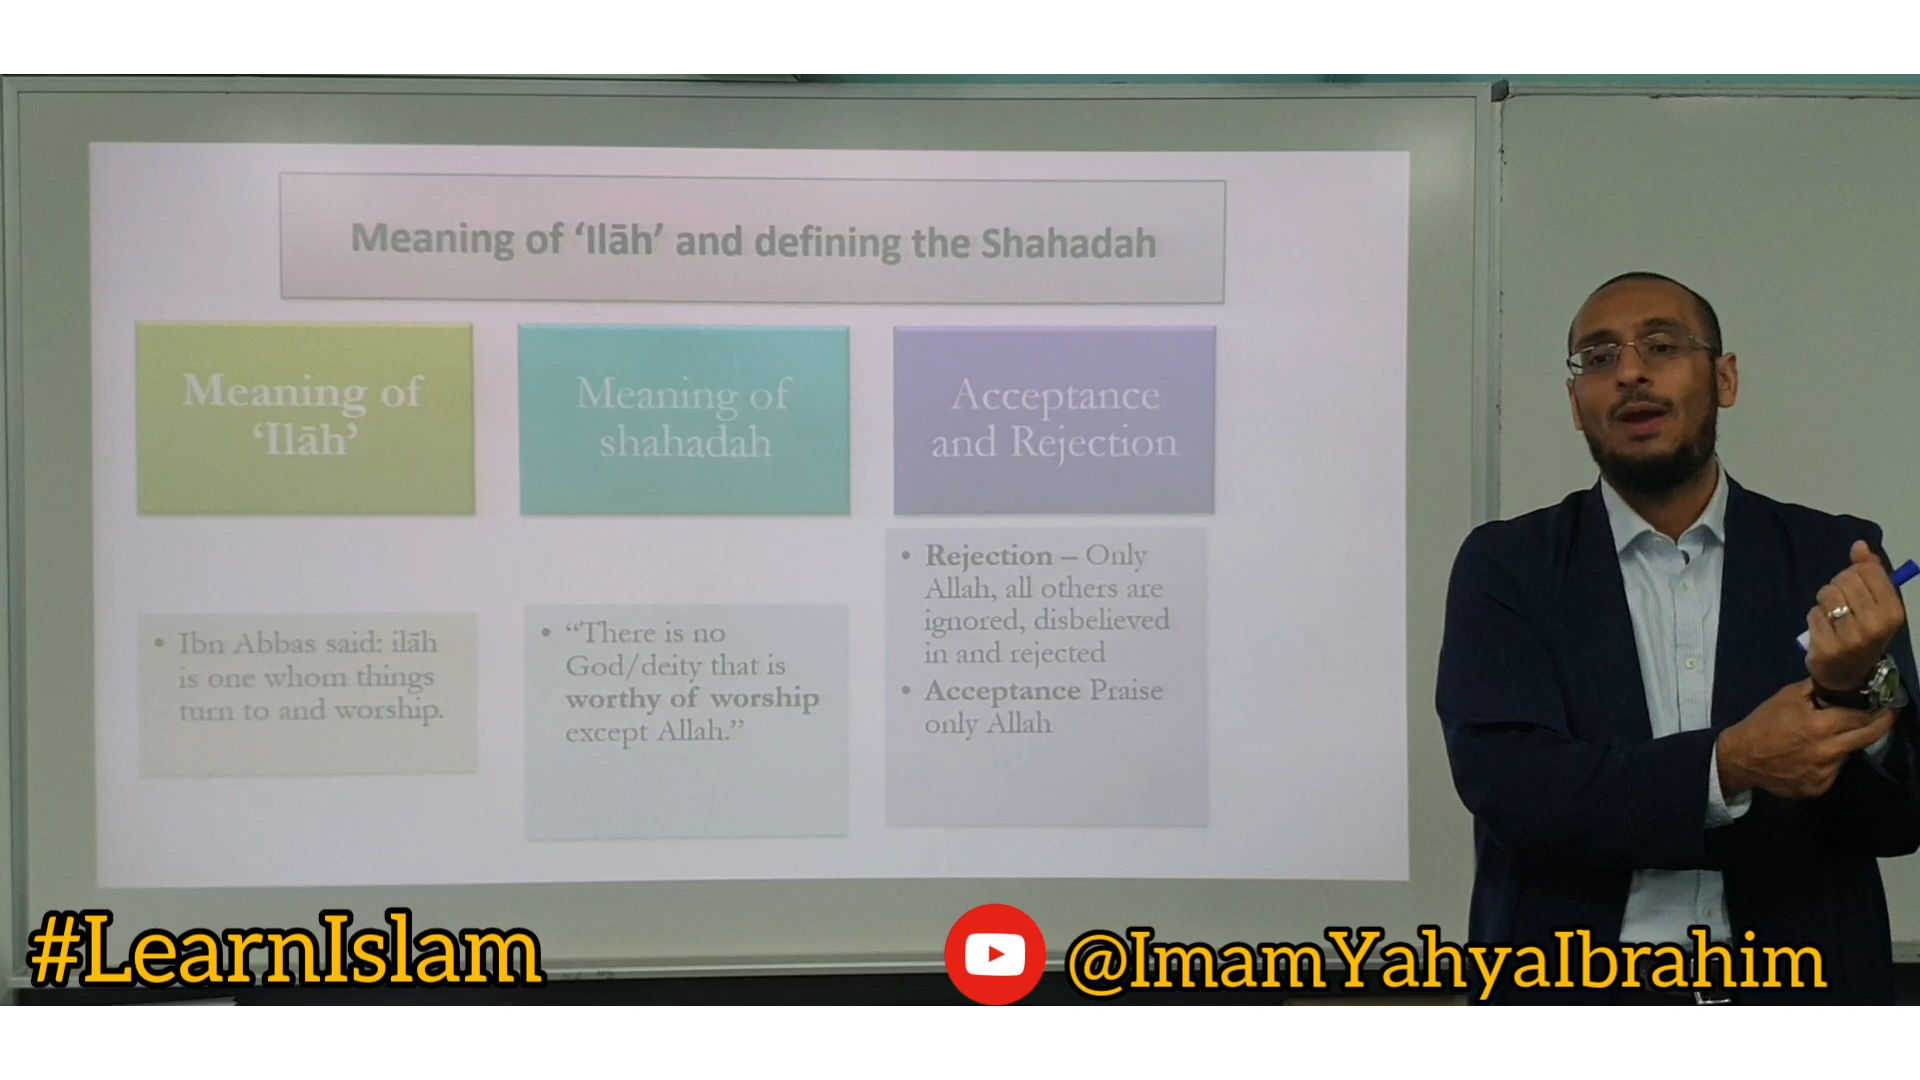 Meaning of ‘Ilāh’ and defining the Shahadah
Meaning of
‘Ilāh’
• Ibn Abbas said: ilāh
is one whom things
turn to and worship.
Meaning of
shahadah
• “There is no
God/deity that is
worthy of worship
except Allah.”
Acceptance
and Rejection
• Rejection – Only
Allah, all others are
ignored, disbelieved
in and rejected
• Acceptance Praise
only Allah
#LearnIslam
@ImamYahyaIbrahim